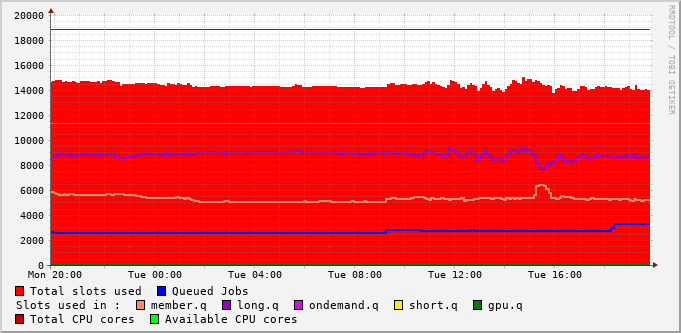 RRDTOOL / TOBI OETIKER
20000
18000
16000
14000
12000
10000
8000
6000
4000
2000
0
Mon 20:00 Tue 00:00 Tue 04:00 Tue 08:00 Tue 12:00 Tue 16:00
Total slots used Queued Jobs
Slots used in : member.q long.q ondemand.q short.q gpu.q
Total CPU cores Available CPU cores